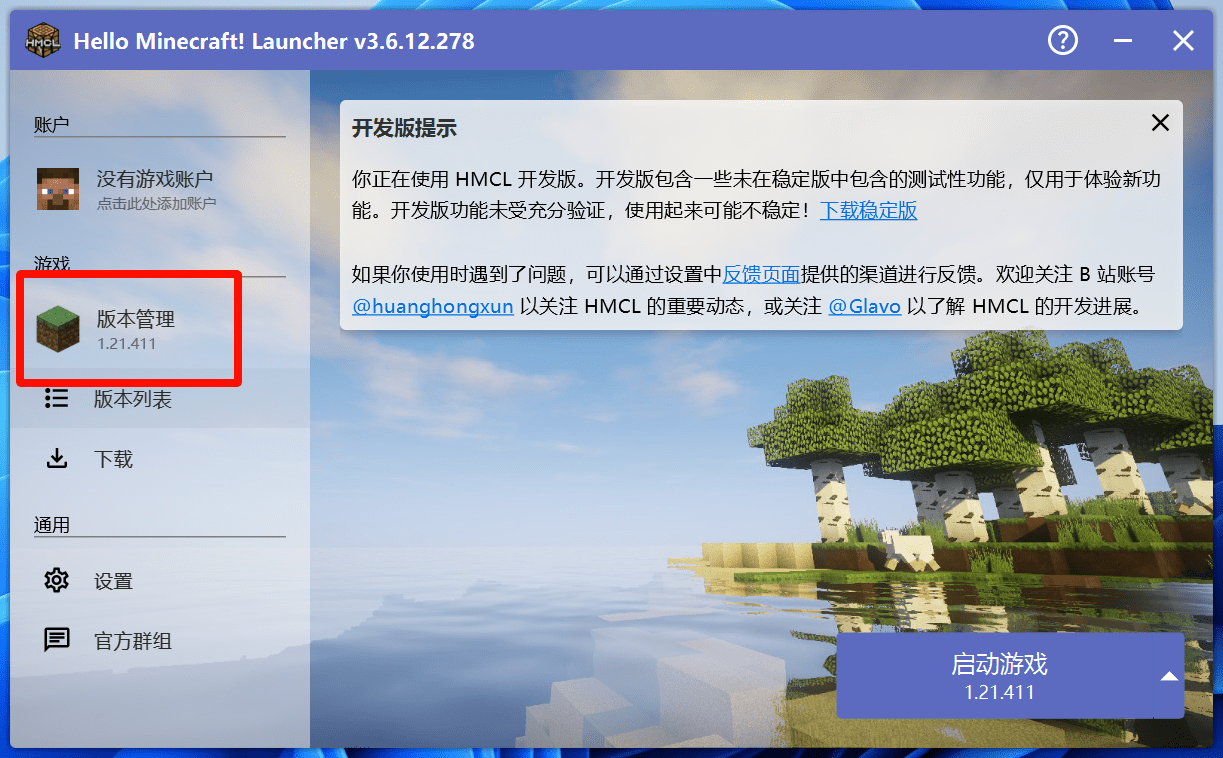 HMCL
Hello Minecraft! Launcher v3.6.12.278
账户
没有游戏账户
点击此处添加账户
游戏
版本管理
1.21.411
版本列表
下载
通用
设置
官方群组
开发版提示
你正在使用 HMCL 开发版。开发版包含一些未在稳定版中包含的测试性功能，仅用于体验新功
能。开发版功能未受充分验证，使用起来可能不稳定！下载稳定版
如果你使用时遇到了问题，可以通过设置中反馈页面提供的渠道进行反馈。欢迎关注 B 站账号
@huanghongxun 以关注 HMCL 的重要动态，或关注 @Glavo 以了解 HMCL 的开发进展。
启动游戏
1.21.411